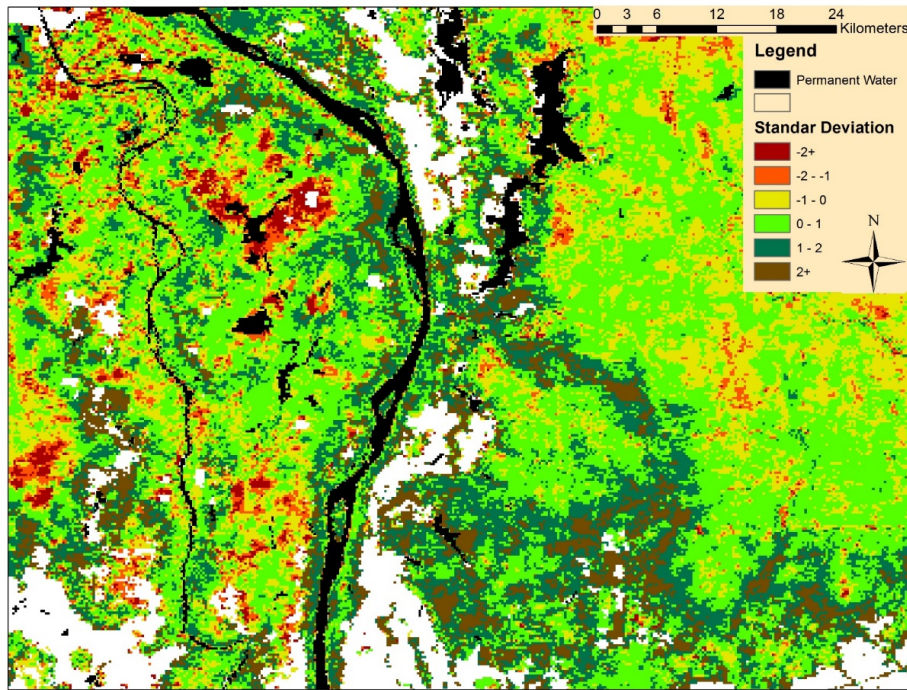 0 3 6 12 18 24
Kilometers
Legend
Permanent Water
Standar Deviation
-2+
-2 - -1
-1 - 0
0 - 1
1 - 2
2+
N
L